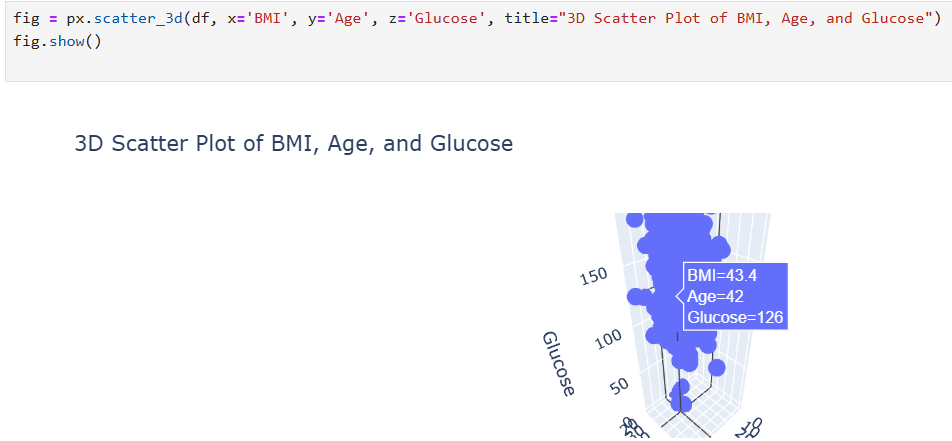 fig = px.scatter_3d(df, x='BMI', y='Age', z='Glucose', title="3D Scatter Plot of BMI, Age, and Glucose")
fig.show()
3D Scatter Plot of BMI, Age, and Glucose
150
BMI=43.4
Age=42
Glucose=126
100
Glucose
50